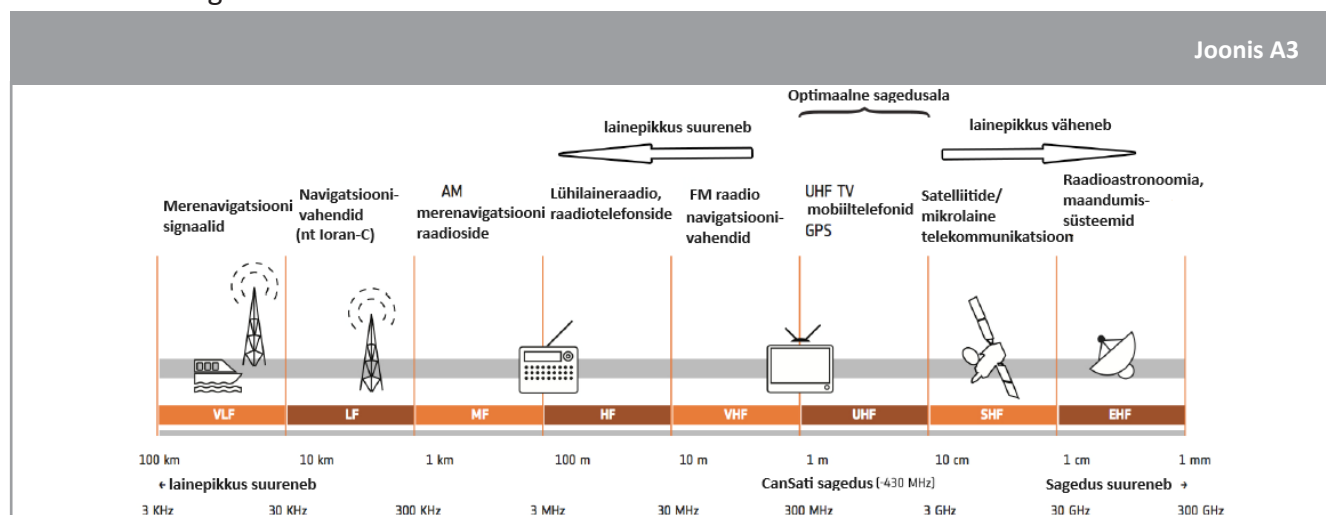 Joonis A3
Optimaalne sagedusala
lainepikkus suureneb
lainepikkus väheneb
Merenavigatsiooni
signaalid
Navigatsiooni-
vahendid
(nt loran-C)
AM
merenavigatsiooni
raadioside
Lühilaineraadio,
raadiotelefonside
FM raadio
navigatsiooni-
vahendid
UHF TV
mobiiltelefonid
GPS
Satelliitide/
mikrolaine
telekommunikatsioon
Raadioastronoomia,
maandumis-
süsteemid
VLF LF MF HF VHF UHF SHF EHF
100 km 10 km 1 km 100 m 10 m 1 m 10 cm 1 cm 1 mm
← lainepikkus suureneb CanSati sagedus (~430 MHz) Sagedus suureneb →
3 KHz 30 KHz 300 KHz 3 MHz 30 MHz 300 MHz 3 GHz 30 GHz 300 GHz